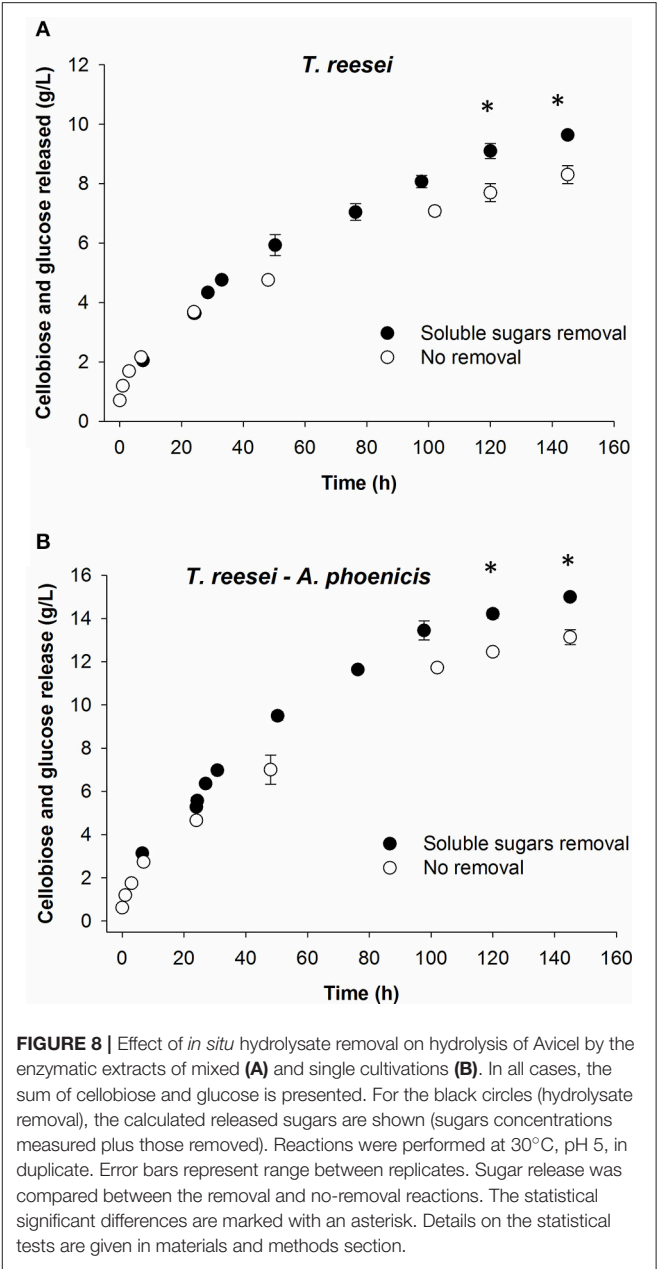 A
T. reesei
Cellobiose and glucose released (g/L)
12
10
8
6
4
2
0
* *
Soluble sugars removal
No removal
0 20 40 60 80 100 120 140 160
Time (h)
B
T. reesei - A. phoenicis
Cellobiose and glucose release (g/L)
16
14
12
10
8
6
4
2
0
* *
Soluble sugars removal
No removal
0 20 40 60 80 100 120 140 160
Time (h)
FIGURE 8 | Effect of in situ hydrolysate removal on hydrolysis of Avicel by the
enzymatic extracts of mixed (A) and single cultivations (B). In all cases, the
sum of cellobiose and glucose is presented. For the black circles (hydrolysate
removal), the calculated released sugars are shown (sugars concentrations
measured plus those removed). Reactions were performed at 30°C, pH 5, in
duplicate. Error bars represent range between replicates. Sugar release was
compared between the removal and no-removal reactions. The statistical
significant differences are marked with an asterisk. Details on the statistical
tests are given in materials and methods section.